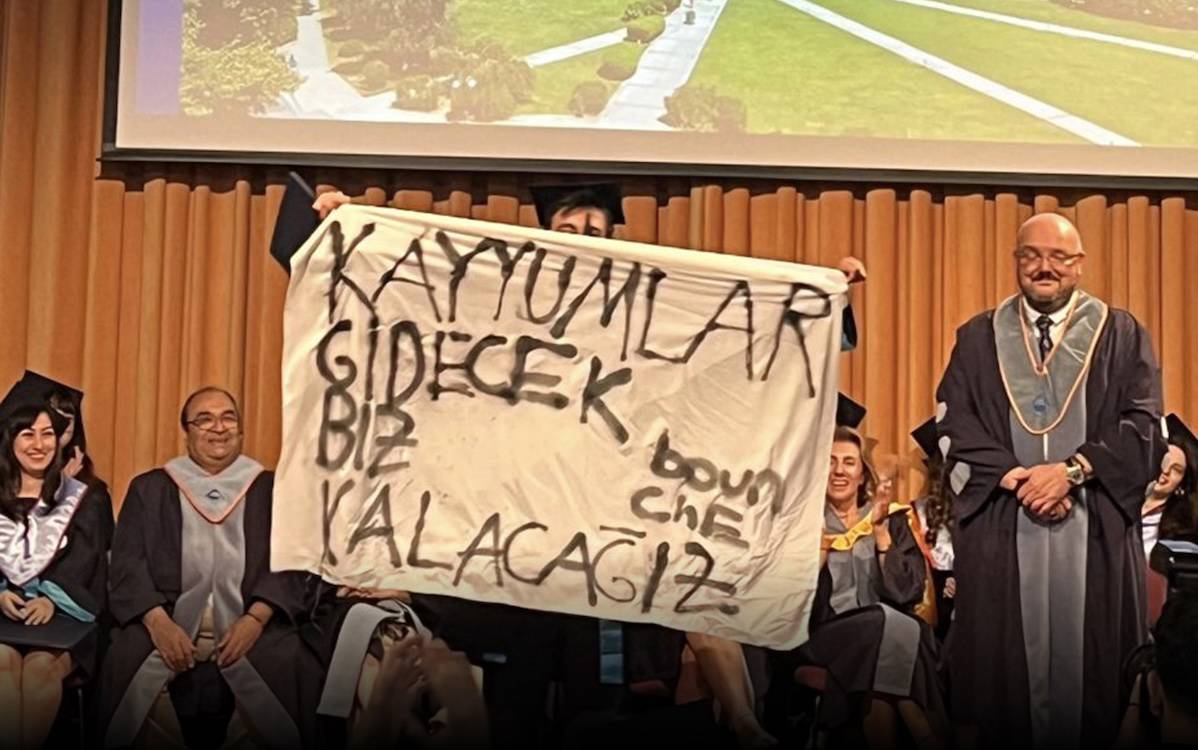 KAYYUMLAR
GİDECEK
BİZ
boun
ChE
KALACAĞIZ